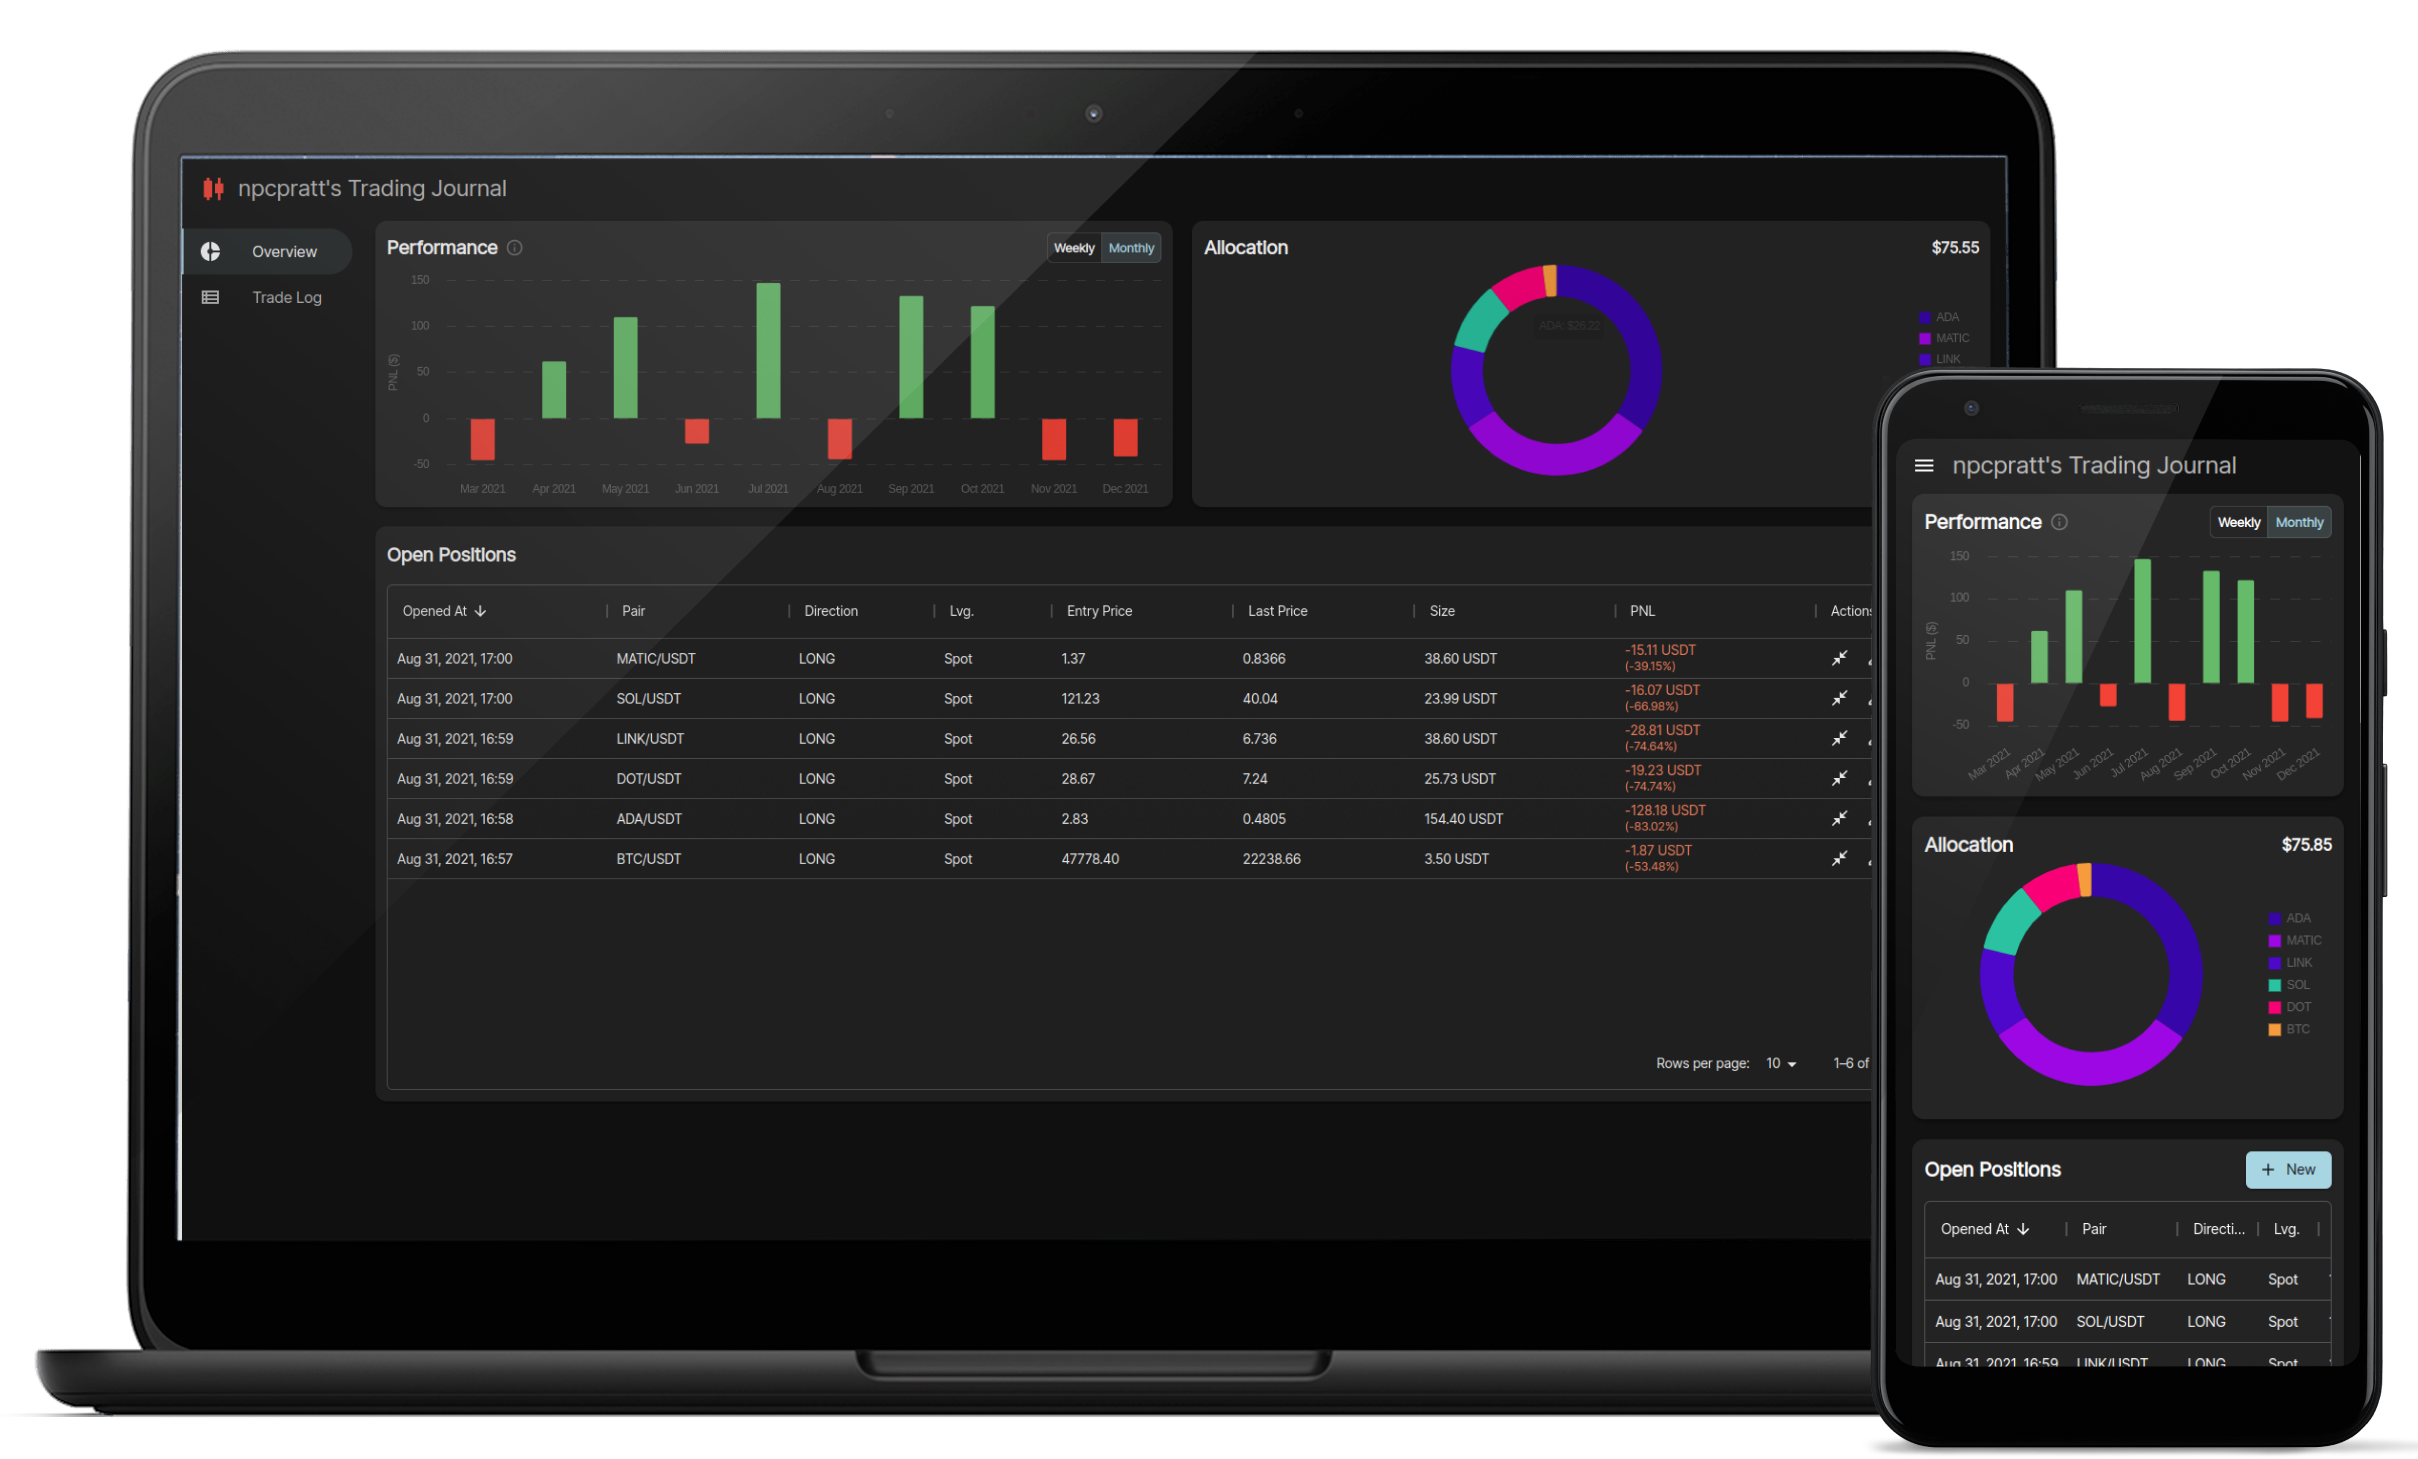 npcpratt's Trading Journal
Overview
Trade Log
Performance
Weekly Monthly
150
100
50
0
-50
PNL ($)
Mar 2021 Apr 2021 May 2021 Jun 2021 Jul 2021 Aug 2021 Sep 2021 Oct 2021 Nov 2021 Dec 2021
Allocation $75.55
ADA: $26.22
ADA
MATIC
LINK
Open Positions
Opened At Pair Direction Lvg. Entry Price Last Price Size PNL Actions
Aug 31, 2021, 17:00 MATIC/USDT LONG Spot 1.37 0.8366 38.60 USDT -15.11 USDT
(-39.15%)
Aug 31, 2021, 17:00 SOL/USDT LONG Spot 121.23 40.04 23.99 USDT -16.07 USDT
(-66.98%)
Aug 31, 2021, 16:59 LINK/USDT LONG Spot 26.56 6.736 38.60 USDT -28.81 USDT
(-74.64%)
Aug 31, 2021, 16:59 DOT/USDT LONG Spot 28.67 7.24 25.73 USDT -19.23 USDT
(-74.74%)
Aug 31, 2021, 16:58 ADA/USDT LONG Spot 2.83 0.4805 154.40 USDT -128.18 USDT
(-83.02%)
Aug 31, 2021, 16:57 BTC/USDT LONG Spot 47778.40 22238.66 3.50 USDT -1.87 USDT
(-53.48%)
Rows per page: 10 1–6 of
npcpratt's Trading Journal
Performance
Weekly Monthly
150
100
50
0
-50
PNL ($)
Mar 2021 Apr 2021 May 2021 Jun 2021 Jul 2021 Aug 2021 Sep 2021 Oct 2021 Nov 2021 Dec 2021
Allocation $75.85
ADA
MATIC
LINK
SOL
DOT
BTC
Open Positions + New
Opened At Pair Directi... Lvg.
Aug 31, 2021, 17:00 MATIC/USDT LONG Spot
Aug 31, 2021, 17:00 SOL/USDT LONG Spot
Aug 31, 2021, 16:59 LINK/USDT LONG Spot